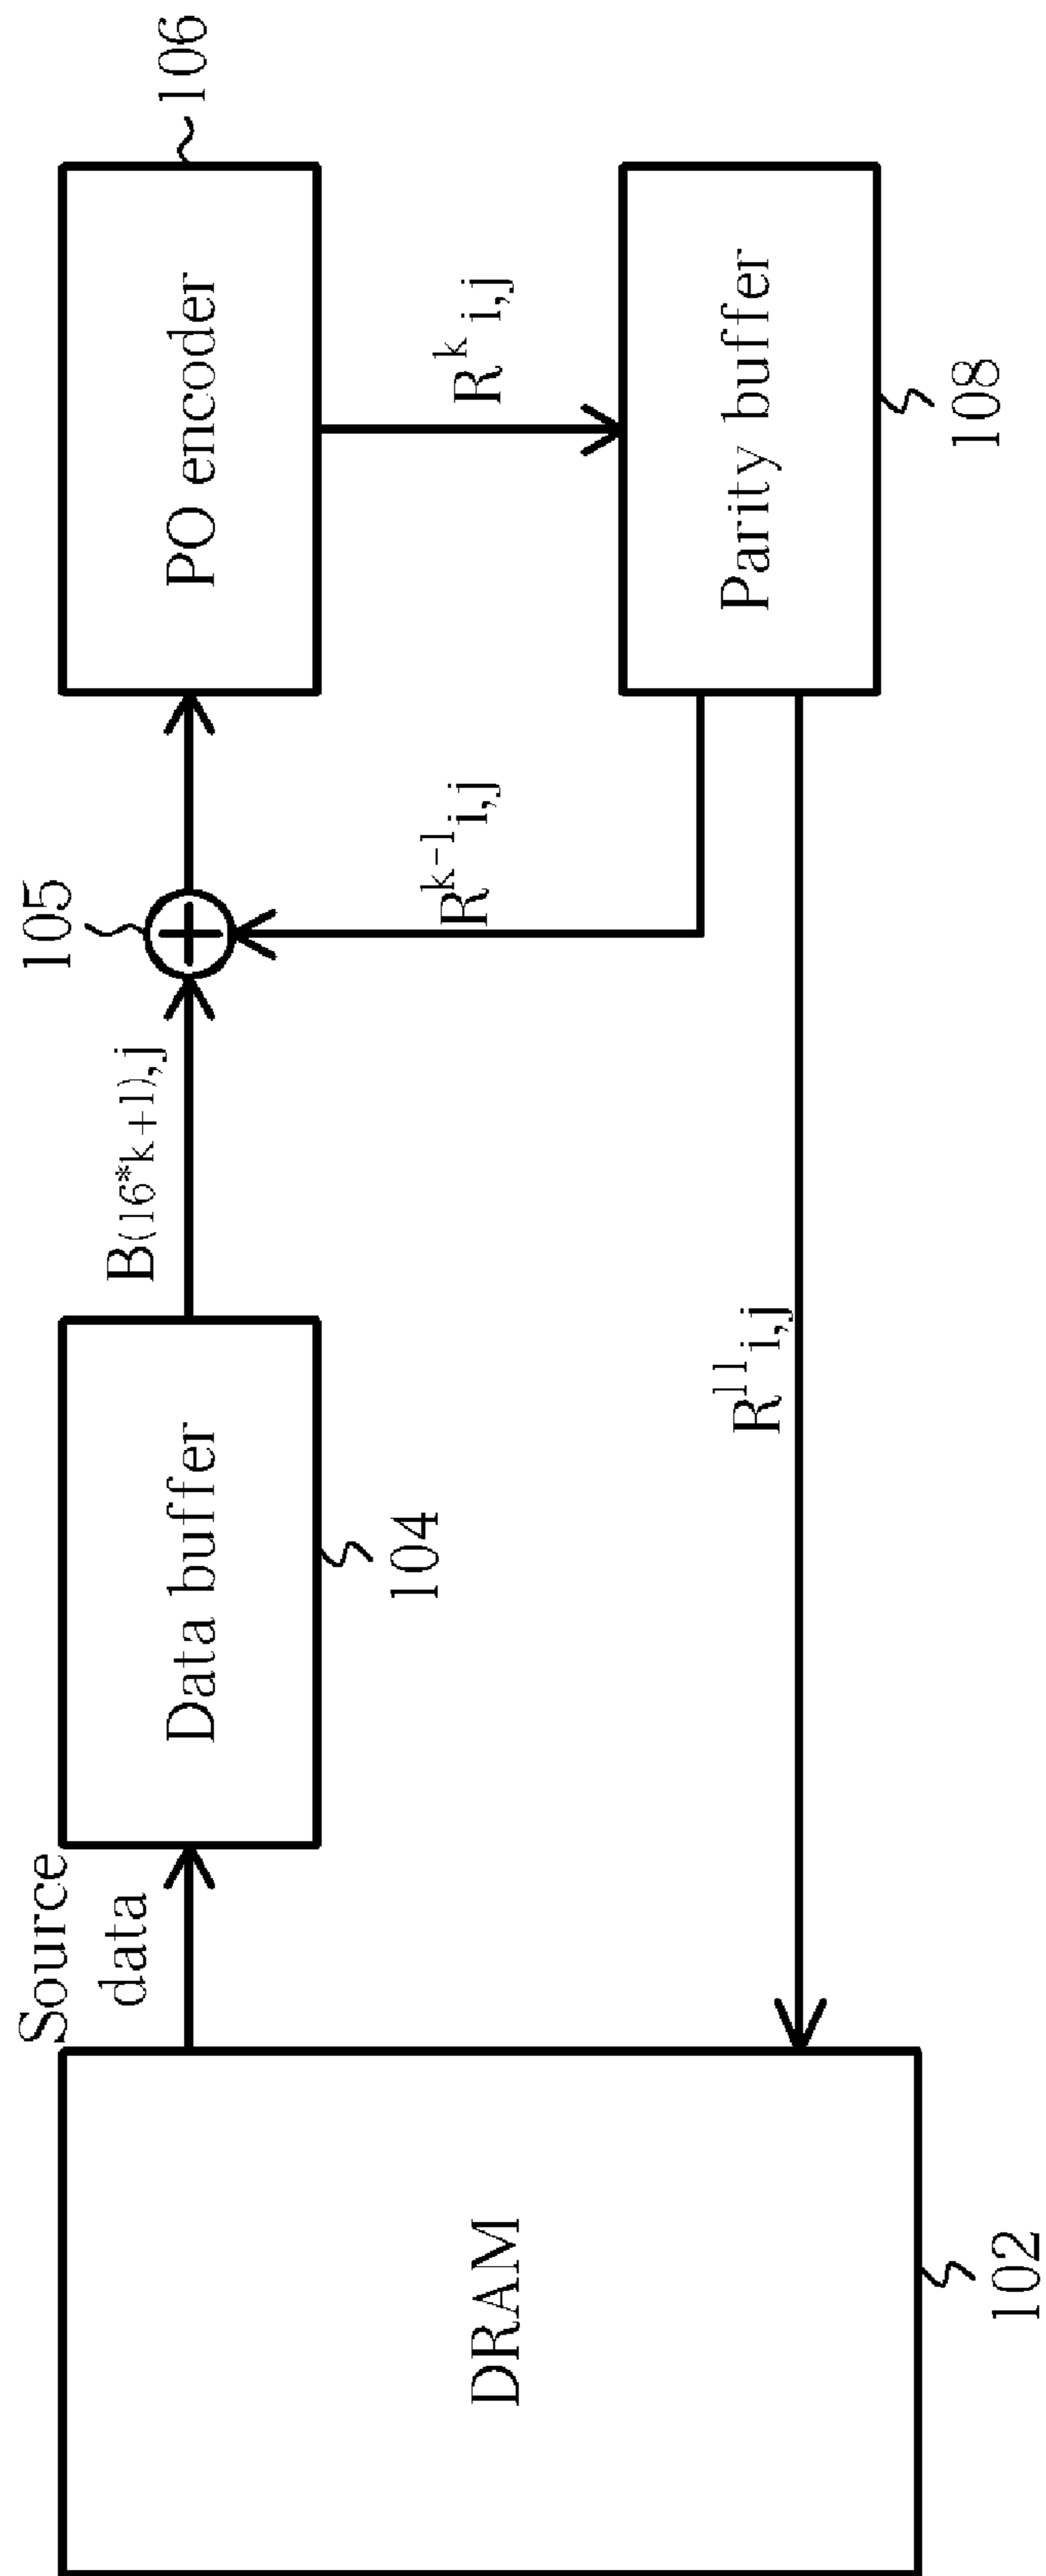 Source
data
B(16*k+1),j
105
106
DRAM
Data buffer
PO encoder
104
R^k-1 i,j
R^k i,j
R^11 i,j
Parity buffer
102
108